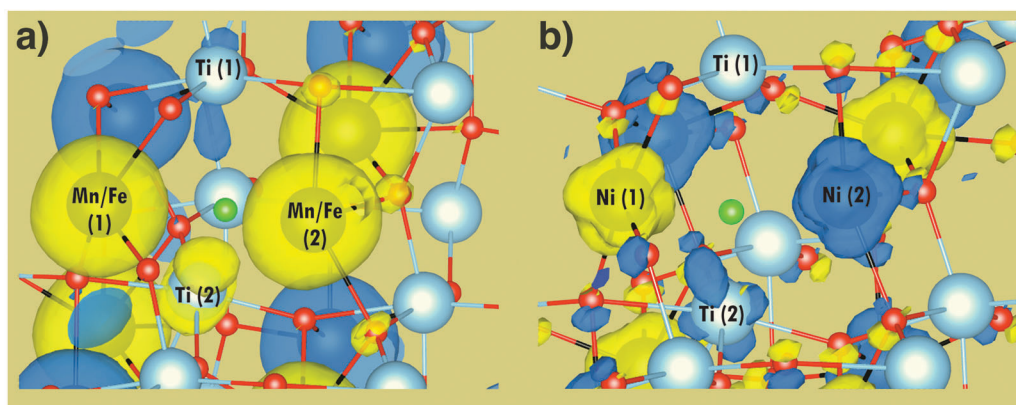 a)
Ti (1)
Mn/Fe
(1)
Mn/Fe
(2)
Ti (2)
b)
Ti (1)
Ni (1)
Ni (2)
Ti (2)